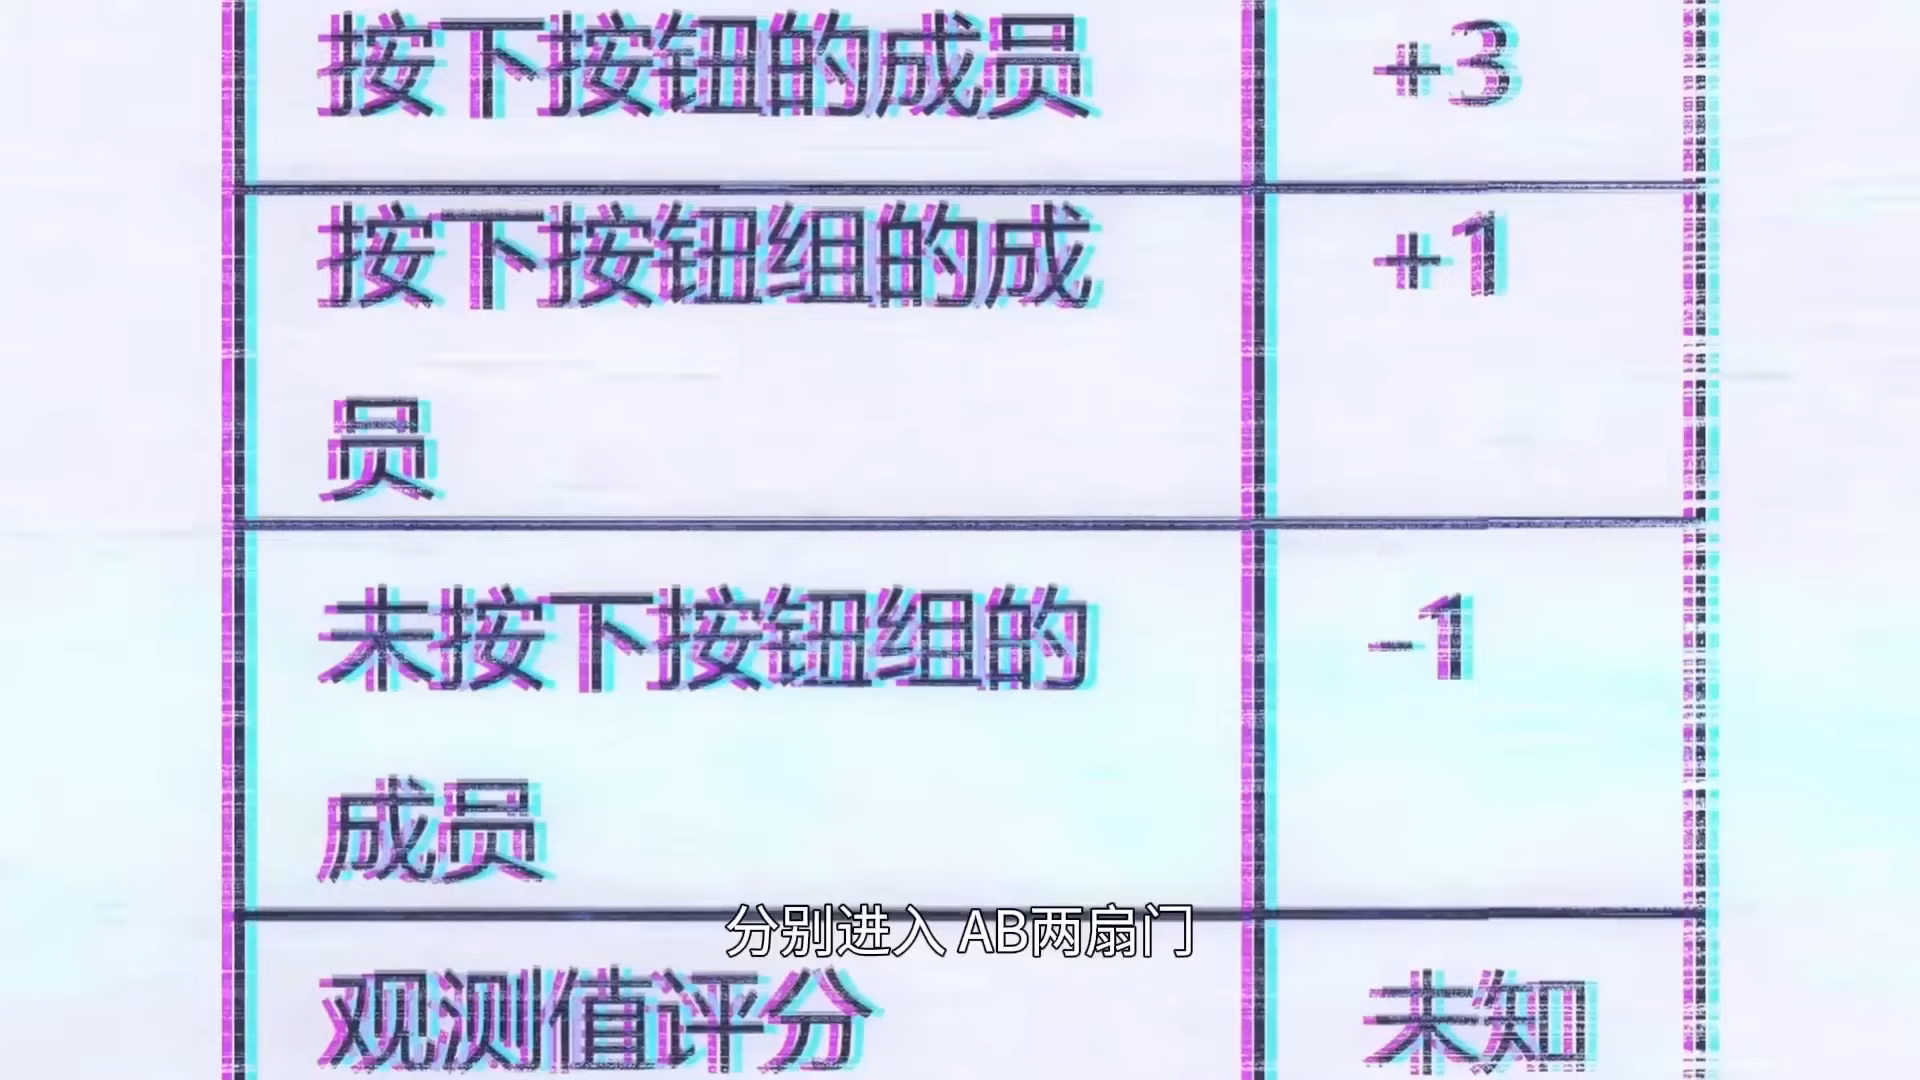 按下按钮的成员 +3
按下按钮组的成 +1
员
未按下按钮组的 -1
成员
分别进入 AB两扇门
观测值评分 未知